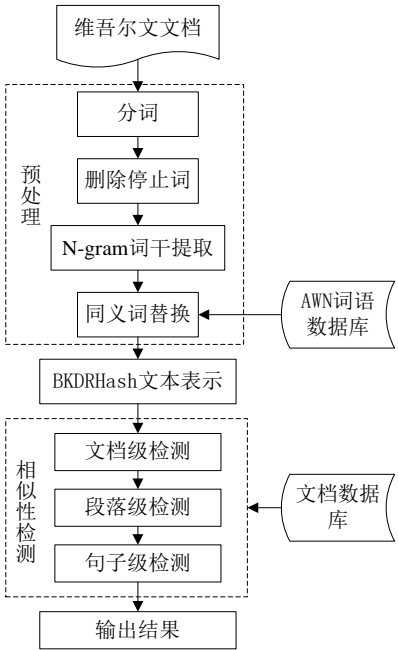 维吾尔文文档
分词
预处理
删除停止词
N-gram词干提取
同义词替换
AWN词语
数据库
BKDRHash文本表示
相似性检测
文档级检测
段落级检测
句子级检测
文档数据
库
输出结果